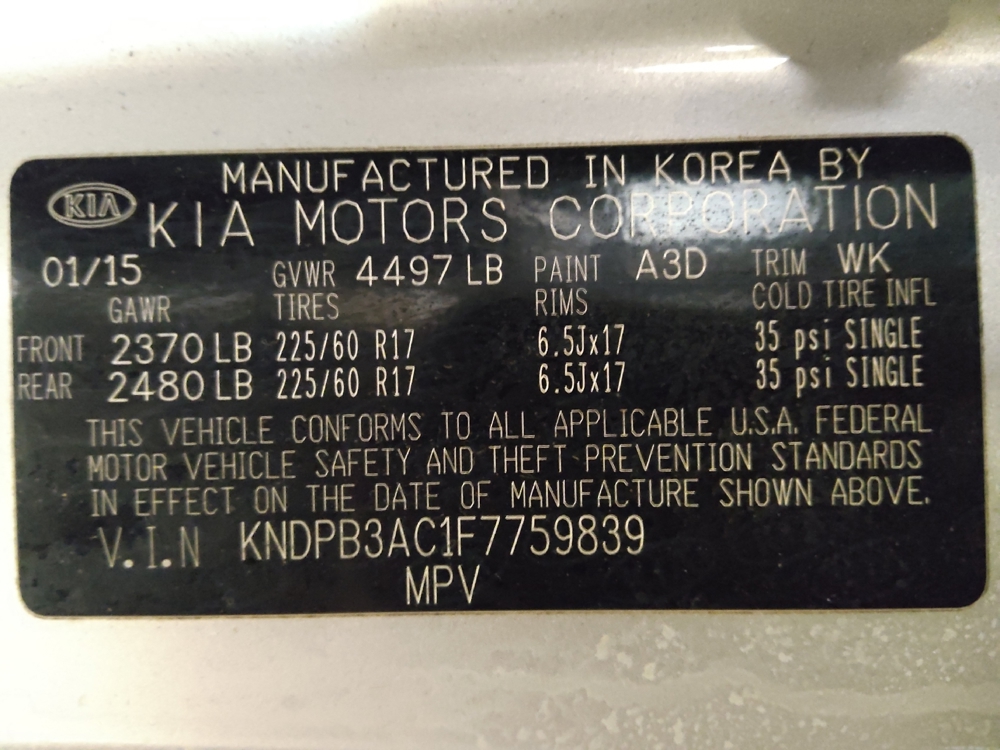 MANUFACTURED IN KOREA BY
KIA KIA MOTORS CORPORATION
01/15 GVWR 4497 LB PAINT A3D TRIM WK
GAWR TIRES RIMS COLD TIRE INFL
FRONT 2370 LB 225/60 R17 6.5Jx17 35 psi SINGLE
REAR 2480 LB 225/60 R17 6.5Jx17 35 psi SINGLE
THIS VEHICLE CONFORMS TO ALL APPLICABLE U.S.A. FEDERAL
MOTOR VEHICLE SAFETY AND THEFT PREVENTION STANDARDS
IN EFFECT ON THE DATE OF MANUFACTURE SHOWN ABOVE.
V.I.N KNDPB3AC1F7759839
MPV